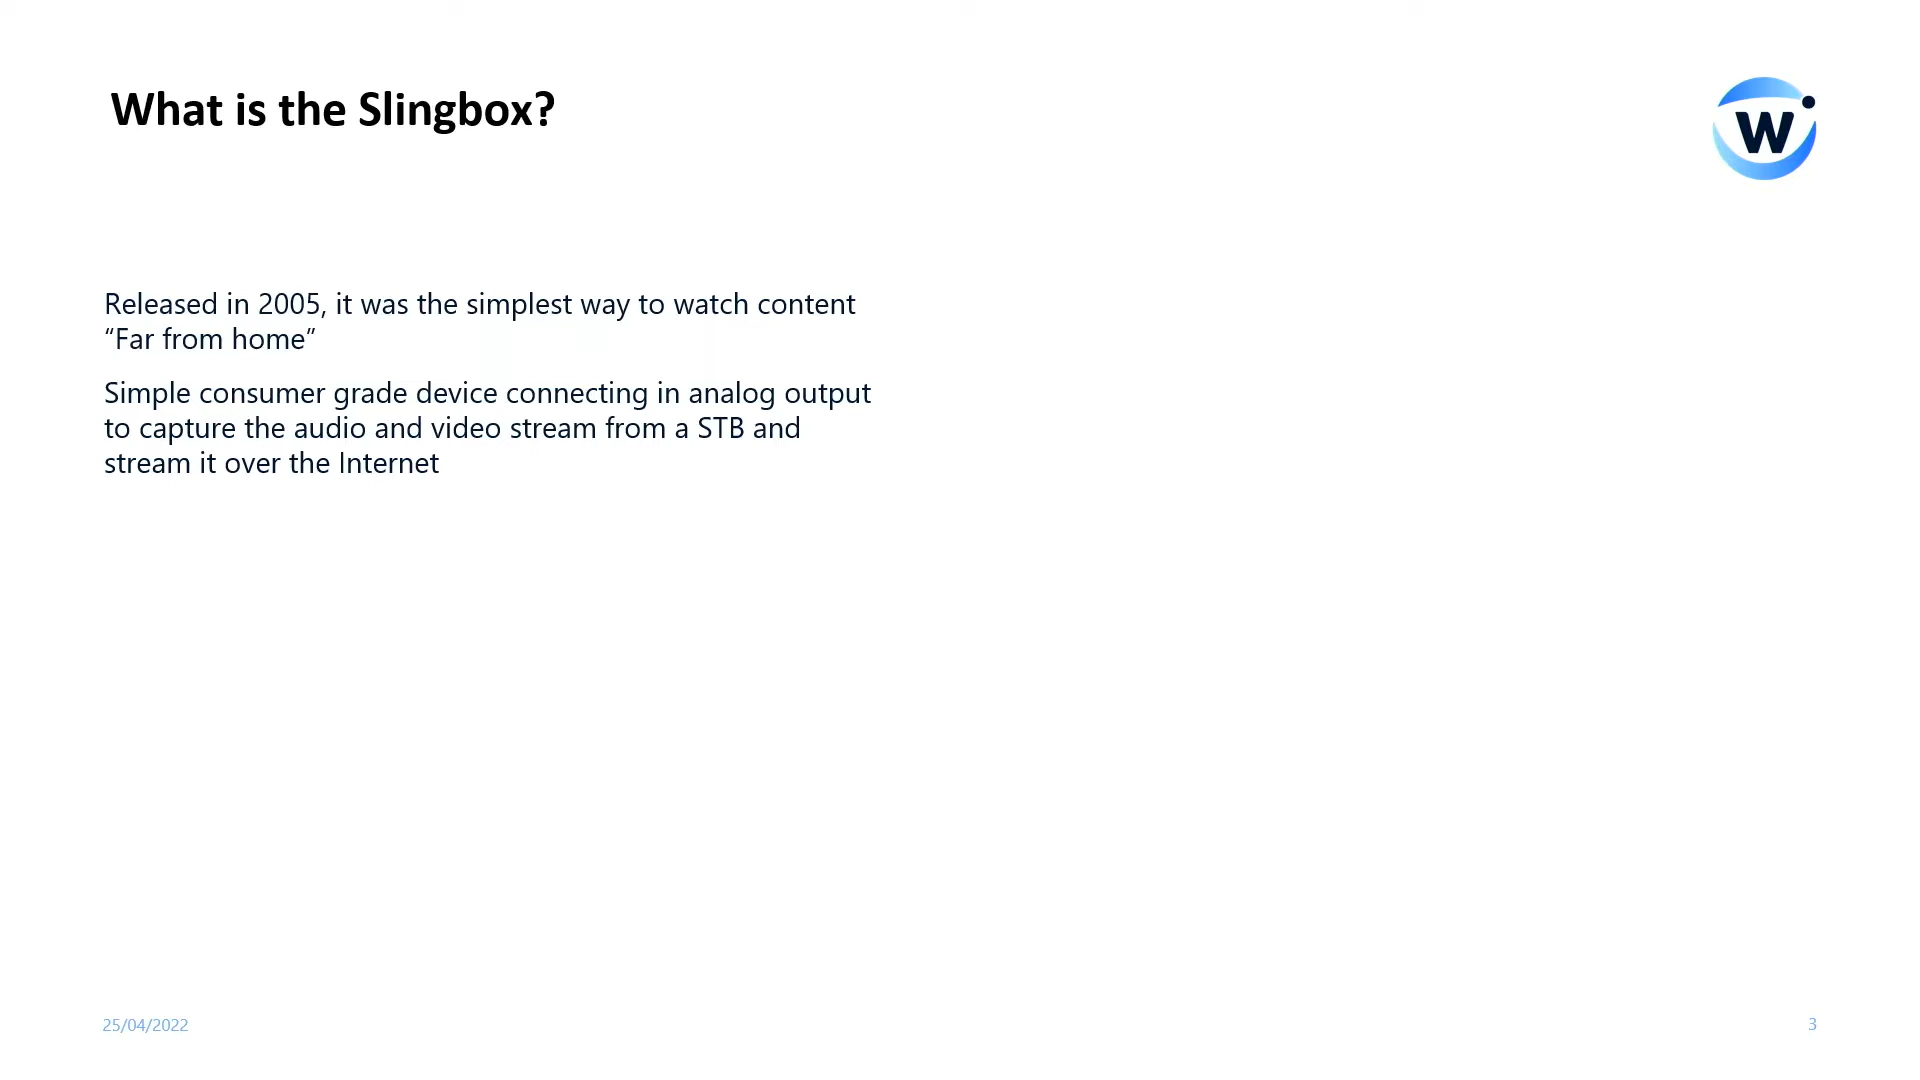 What is the Slingbox?
W
Released in 2005, it was the simplest way to watch content
“Far from home”
Simple consumer grade device connecting in analog output
to capture the audio and video stream from a STB and
stream it over the Internet
25/04/2022
3